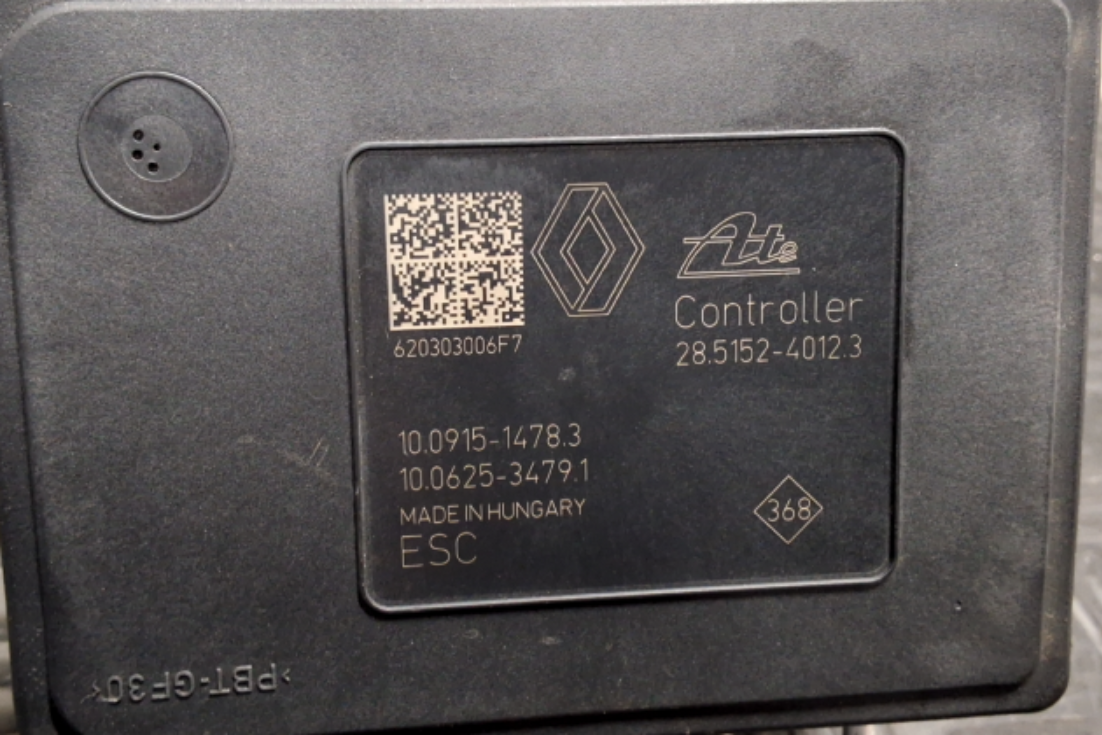 Ate
Controller
28.5152-4012.3
620303006F7
10.0915-1478.3
10.0625-3479.1
MADE IN HUNGARY
ESC
368
>PBT-GF30<